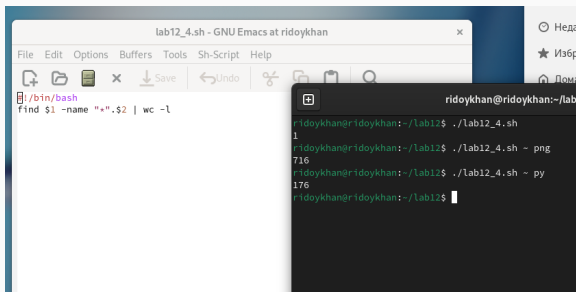 lab12_4.sh - GNU Emacs at ridoykhan
File Edit Options Buffers Tools Sh-Script Help
Save Undo
#!/bin/bash
find $1 -name "*".$2 | wc -l
ridoykhan@ridoykhan:~/lab
ridoykhan@ridoykhan:~/lab12$ ./lab12_4.sh
1
ridoykhan@ridoykhan:~/lab12$ ./lab12_4.sh ~ png
716
ridoykhan@ridoykhan:~/lab12$ ./lab12_4.sh ~ py
176
ridoykhan@ridoykhan:~/lab12$
Неда
Избр
Дома